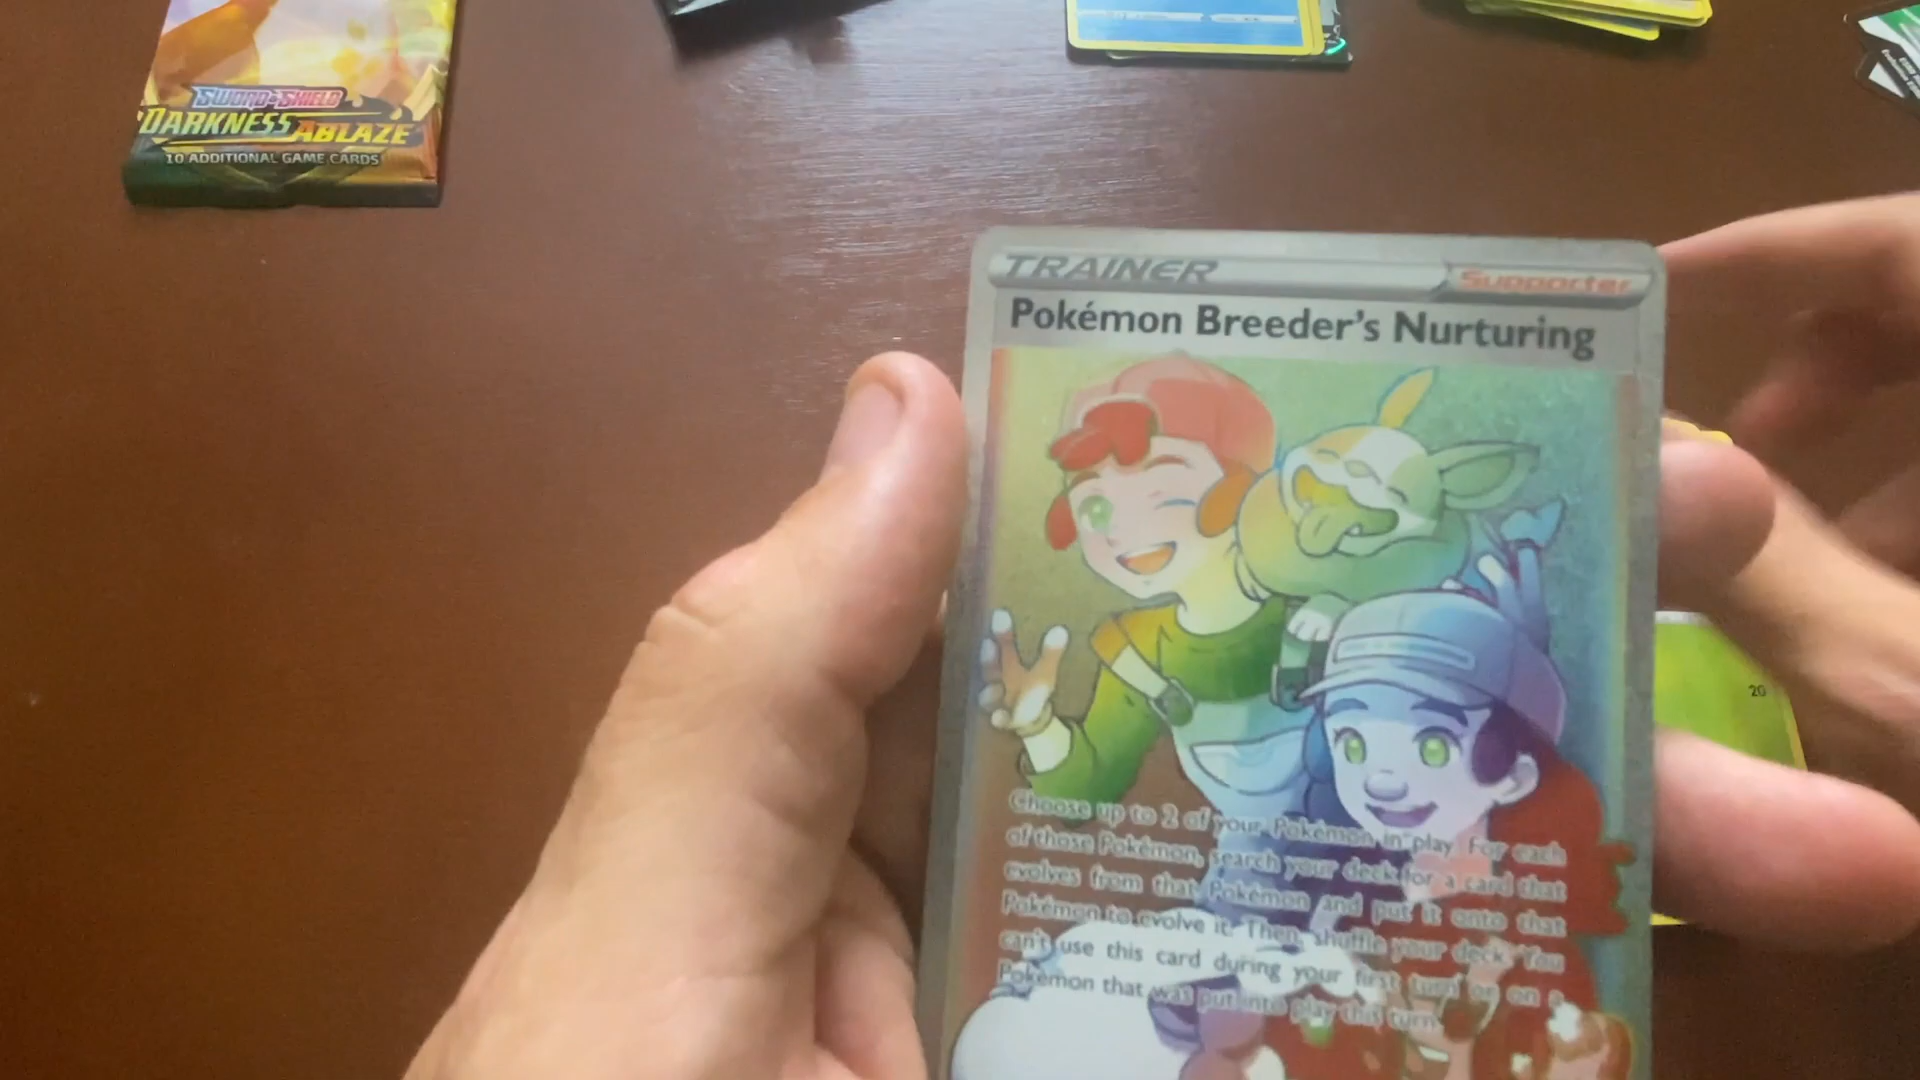 SWORD & SHIELD
DARKNESS ABLAZE
10 ADDITIONAL GAME CARDS
TRAINER
Supporter
Pokémon Breeder's Nurturing
Choose up to 2 of your Pokémon in play. For each
of those Pokémon, search your deck for a card that
evolves from that Pokémon and put it onto that
Pokémon to evolve it. Then, shuffle your deck. You
can't use this card during your first turn or on a
Pokémon that was put into play this turn.
20